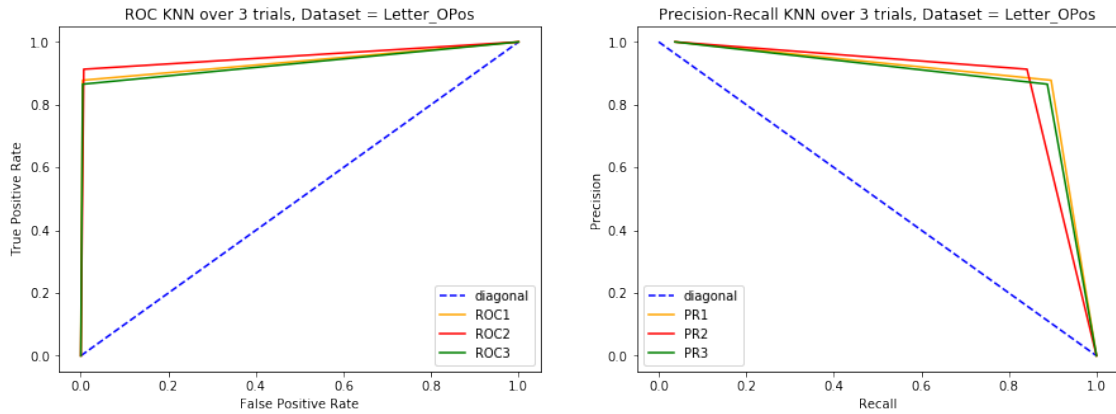 ROC KNN over 3 trials, Dataset = Letter_OPos
True Positive Rate
1.0
0.8
0.6
0.4
0.2
0.0
diagonal
ROC1
ROC2
ROC3
0.0 0.2 0.4 0.6 0.8 1.0
False Positive Rate
Precision-Recall KNN over 3 trials, Dataset = Letter_OPos
Precision
1.0
0.8
0.6
0.4
0.2
0.0
diagonal
PR1
PR2
PR3
0.0 0.2 0.4 0.6 0.8 1.0
Recall